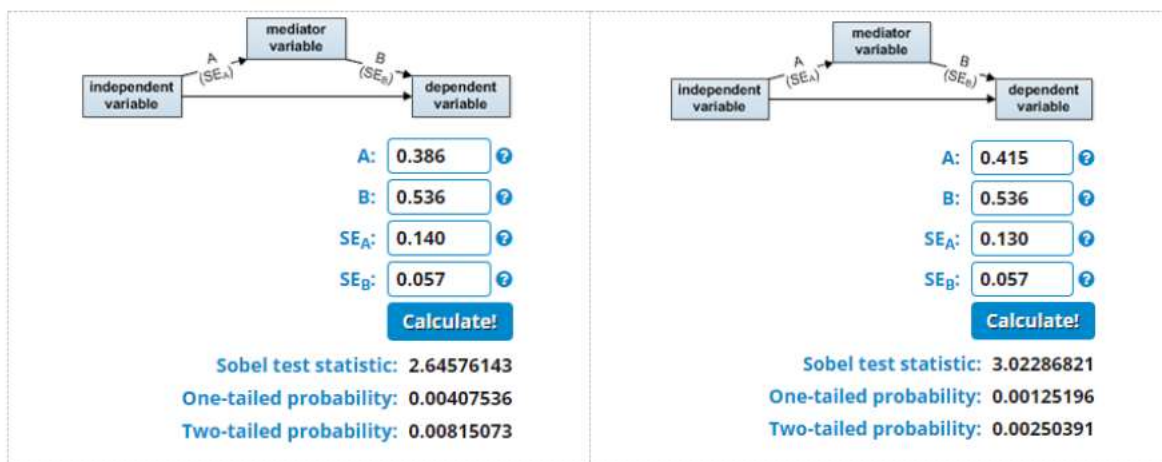 mediator
variable
A
(SEA)
B
(SEB)
independent
variable
dependent
variable
A: 0.386 ?
B: 0.536 ?
SEA: 0.140 ?
SEB: 0.057 ?
Calculate!
Sobel test statistic: 2.64576143
One-tailed probability: 0.00407536
Two-tailed probability: 0.00815073
mediator
variable
A
(SEA)
B
(SEB)
independent
variable
dependent
variable
A: 0.415 ?
B: 0.536 ?
SEA: 0.130 ?
SEB: 0.057 ?
Calculate!
Sobel test statistic: 3.02286821
One-tailed probability: 0.00125196
Two-tailed probability: 0.00250391